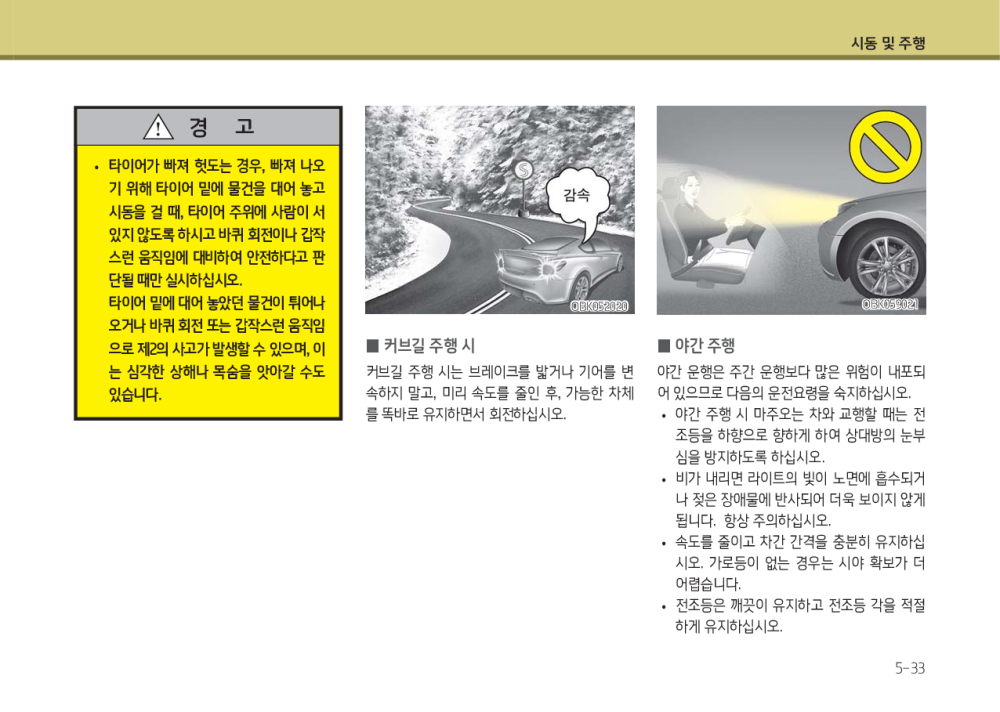 시동 및 주행
경 고
• 타이어가 빠져 헛도는 경우, 빠져 나오
기 위해 타이어 밑에 물건을 대어 놓고
시동을 걸 때, 타이어 주위에 사람이 서
있지 않도록 하시고 바퀴 회전이나 갑작
스런 움직임에 대비하여 안전하다고 판
단될 때만 실시하십시오.
타이어 밑에 대어 놓았던 물건이 튀어나
오거나 바퀴 회전 또는 갑작스런 움직임
으로 제2의 사고가 발생할 수 있으며, 이
는 심각한 상해나 목숨을 앗아갈 수도
있습니다.
감속
OBK052020
■ 커브길 주행 시
커브길 주행 시는 브레이크를 밟거나 기어를 변
속하지 말고, 미리 속도를 줄인 후, 가능한 차체
를 똑바로 유지하면서 회전하십시오.
OBK059021
■ 야간 주행
야간 운행은 주간 운행보다 많은 위험이 내포되
어 있으므로 다음의 운전요령을 숙지하십시오.
• 야간 주행 시 마주오는 차와 교행할 때는 전
조등을 하향으로 향하게 하여 상대방의 눈부
심을 방지하도록 하십시오.
• 비가 내리면 라이트의 빛이 노면에 흡수되거
나 젖은 장애물에 반사되어 더욱 보이지 않게
됩니다. 항상 주의하십시오.
• 속도를 줄이고 차간 간격을 충분히 유지하십
시오. 가로등이 없는 경우는 시야 확보가 더
어렵습니다.
• 전조등은 깨끗이 유지하고 전조등 각을 적절
하게 유지하십시오.
5-33